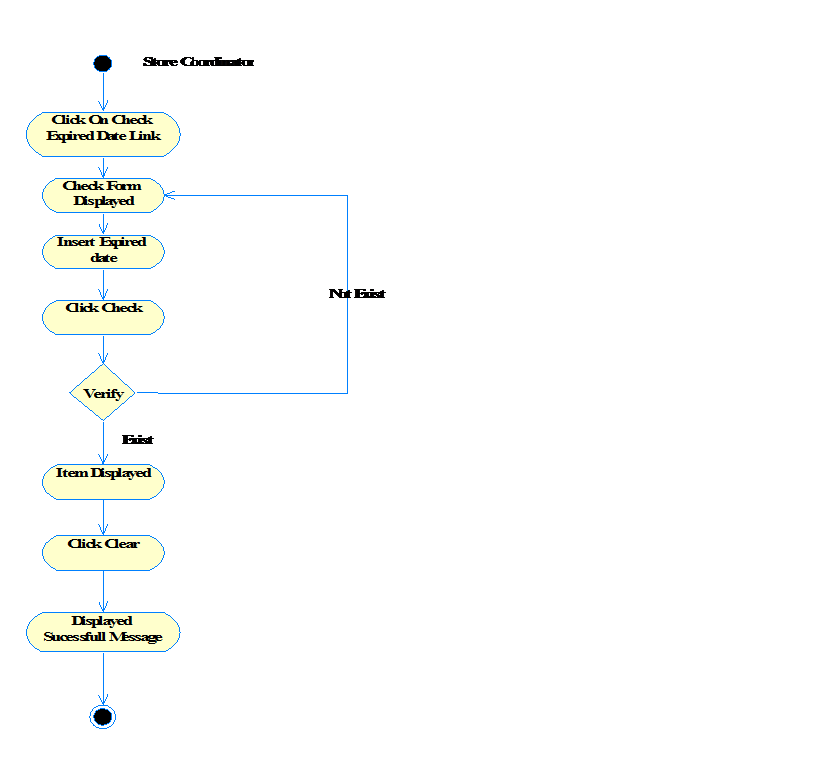 Store Coordinator
Click On Check
Expired Date Link
Check Form
Displayed
Insert Expired
date
Click Check
Not Exist
Verify
Exist
Item Displayed
Click Clear
Displayed
Sucessfull Message